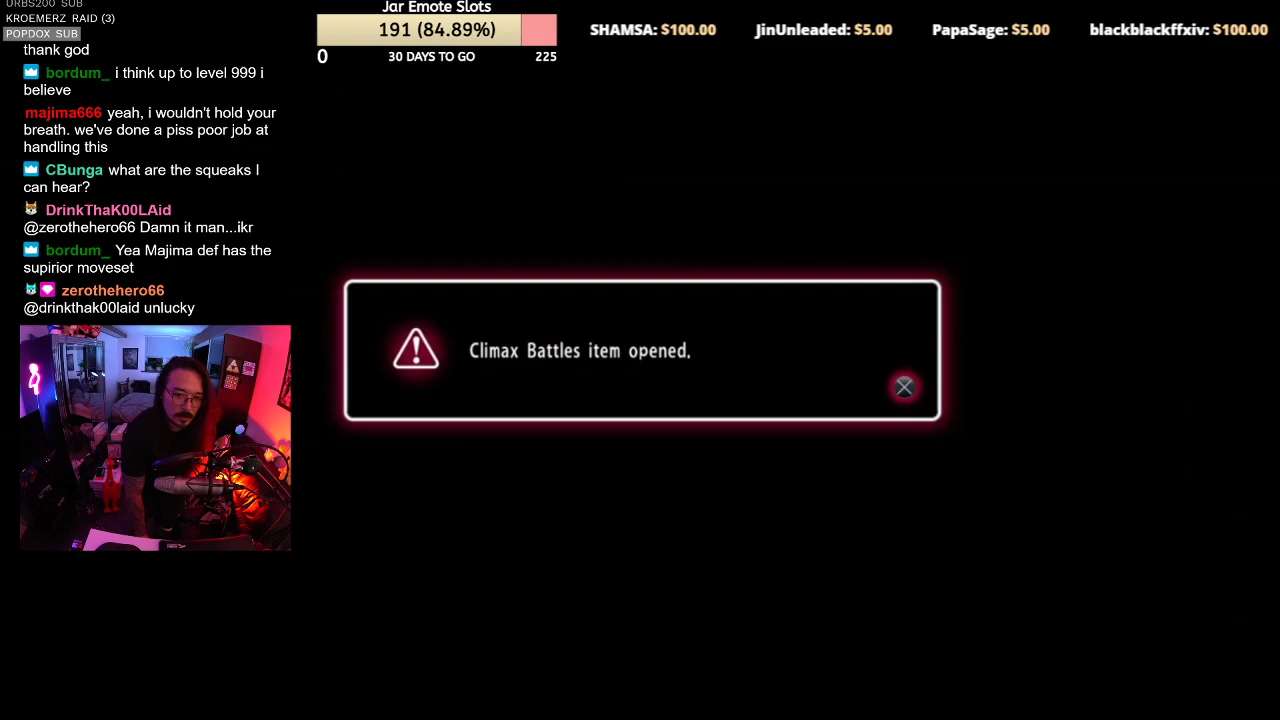 URBS200 SUB
KROEMERZ RAID (3)
POPDOX SUB
thank god
bordum_ i think up to level 999 i
believe
majima666 yeah, i wouldn't hold your
breath. we've done a piss poor job at
handling this
CBunga what are the squeaks I
can hear?
DrinkThaK00LAid
@zerothehero66 Damn it man...ikr
bordum_ Yea Majima def has the
supirior moveset
zerothehero66
@drinkthak00laid unlucky
Jar Emote Slots
191 (84.89%)
0 30 DAYS TO GO 225
SHAMSA: $100.00 JinUnleaded: $5.00 PapaSage: $5.00 blackblackffxiv: $100.00
Climax Battles item opened.